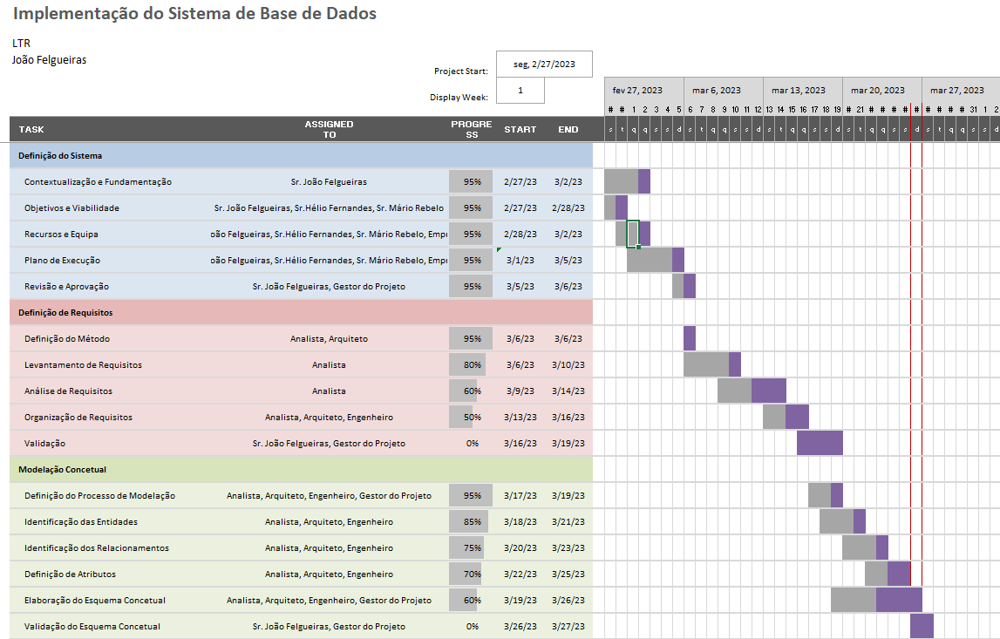 Implementação do Sistema de Base de Dados
LTR
João Felgueiras
Project Start: seg, 2/27/2023
Display Week: 1
fev 27, 2023 mar 6, 2023 mar 13, 2023 mar 20, 2023 mar 27, 2023
# # 1 2 3 4 5 6 7 8 9 10 11 12 13 14 15 16 17 18 19 # 21 # # # # # # # # # 31 1 2
TASK ASSIGNED TO PROGRESS START END s t q q s s d s t q q s s d s t q q s s d s t q q s s d s t q q s s d
Definição do Sistema
Contextualização e Fundamentação Sr. João Felgueiras 95% 2/27/23 3/2/23
Objetivos e Viabilidade Sr. João Felgueiras, Sr.Hélio Fernandes, Sr. Mário Rebelo 95% 2/27/23 2/28/23
Recursos e Equipa oão Felgueiras, Sr.Hélio Fernandes, Sr. Mário Rebelo, Empr 95% 2/28/23 3/2/23
Plano de Execução oão Felgueiras, Sr.Hélio Fernandes, Sr. Mário Rebelo, Empr 95% 3/1/23 3/5/23
Revisão e Aprovação Sr. João Felgueiras, Gestor do Projeto 95% 3/5/23 3/6/23
Definição de Requisitos
Definição do Método Analista, Arquiteto 95% 3/6/23 3/6/23
Levantamento de Requisitos Analista 80% 3/6/23 3/10/23
Análise de Requisitos Analista 60% 3/9/23 3/14/23
Organização de Requisitos Analista, Arquiteto, Engenheiro 50% 3/13/23 3/16/23
Validação Sr. João Felgueiras, Gestor do Projeto 0% 3/16/23 3/19/23
Modelação Concetual
Definição do Processo de Modelação Analista, Arquiteto, Engenheiro, Gestor do Projeto 95% 3/17/23 3/19/23
Identificação das Entidades Analista, Arquiteto, Engenheiro 85% 3/18/23 3/21/23
Identificação dos Relacionamentos Analista, Arquiteto, Engenheiro 75% 3/20/23 3/23/23
Definição de Atributos Analista, Arquiteto, Engenheiro 70% 3/22/23 3/25/23
Elaboração do Esquema Concetual Analista, Arquiteto, Engenheiro, Gestor do Projeto 60% 3/19/23 3/26/23
Validação do Esquema Concetual Sr. João Felgueiras, Gestor do Projeto 0% 3/26/23 3/27/23